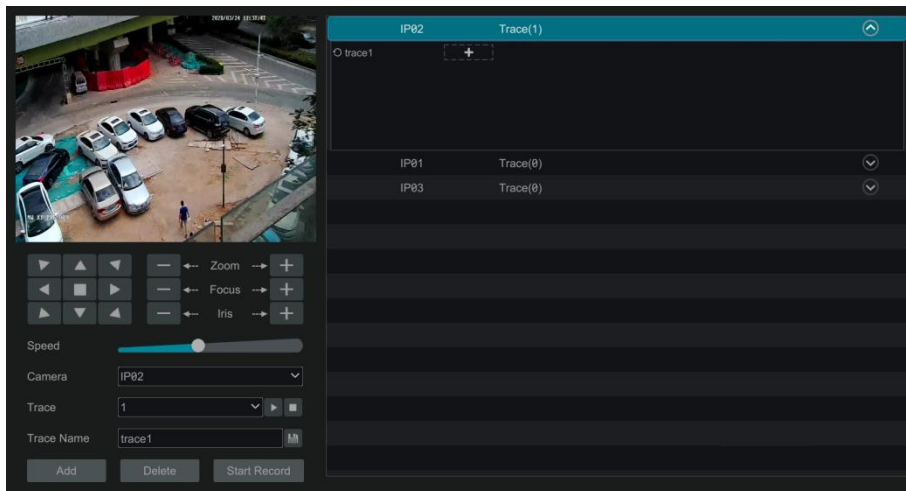 IP02 Trace(1)
trace1
IP01 Trace(0)
IP03 Trace(0)
Zoom
Focus
Iris
Speed
Camera IP02
Trace 1
Trace Name trace1
Add Delete Start Record